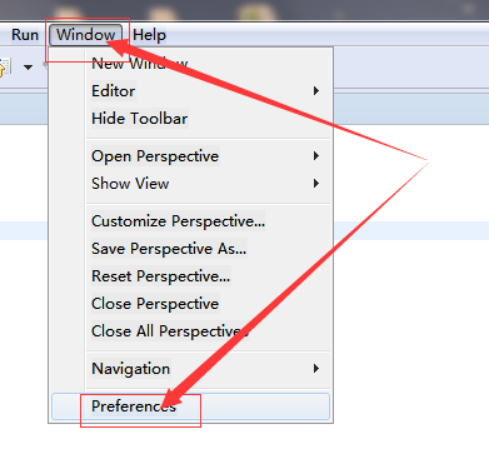 Run Window Help
New Window
Editor
Hide Toolbar
Open Perspective
Show View
Customize Perspective...
Save Perspective As...
Reset Perspective...
Close Perspective
Close All Perspectives
Navigation
Preferences